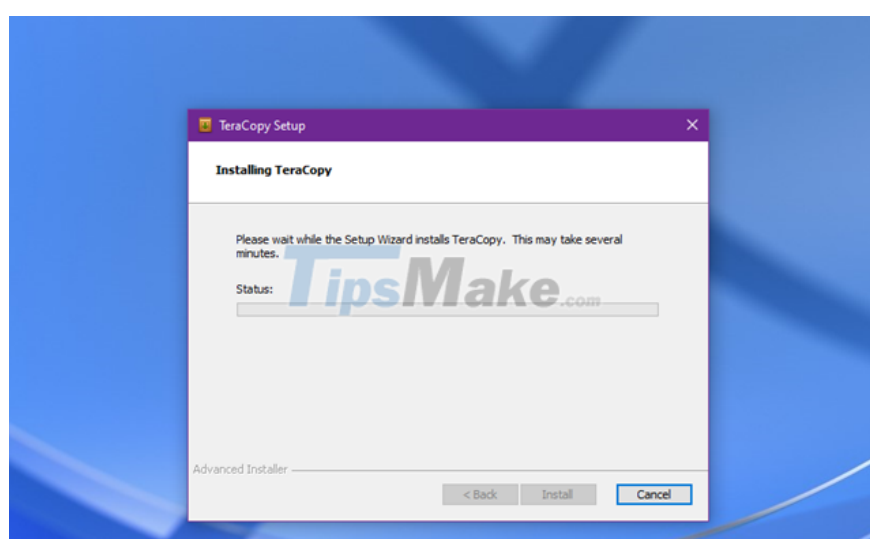 TeraCopy Setup
Installing TeraCopy
Please wait while the Setup Wizard installs TeraCopy. This may take several
minutes.
TipsMake.com
Status:
Advanced Installer
< Back Install Cancel